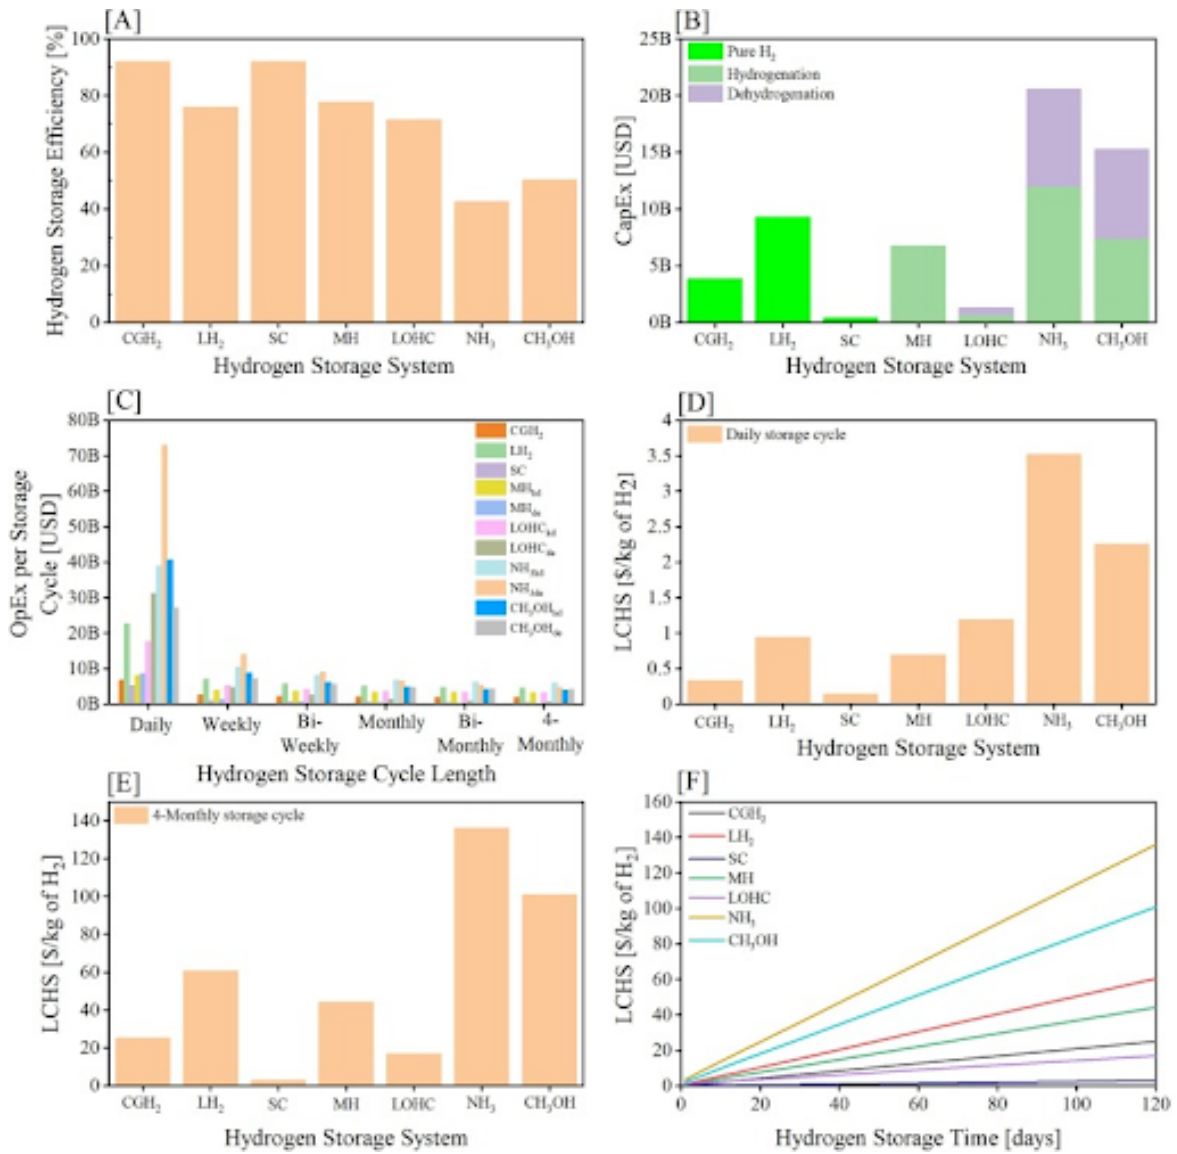 [A]
Hydrogen Storage Efficiency [%]
100
80
60
40
20
0
CGH2 LH2 SC MH LOHC NH3 CH3OH
Hydrogen Storage System
[B]
CapEx [USD]
25B
20B
15B
10B
5B
0B
Pure H2
Hydrogenation
Dehydrogenation
CGH2 LH2 SC MH LOHC NH3 CH3OH
Hydrogen Storage System
[C]
OpEx per Storage
Cycle [USD]
80B
70B
60B
50B
40B
30B
20B
10B
0B
CGH2
LH2
SC
MHhd
MHde
LOHChd
LOHCde
NH3hd
NH3de
CH3OHhd
CH3OHde
Daily Weekly Bi- Monthly Bi- 4-
Weekly Monthly Monthly
Hydrogen Storage Cycle Length
[D]
LCHS [$/kg of H2]
4
3.5
3
2.5
2
1.5
1
0.5
0
Daily storage cycle
CGH2 LH2 SC MH LOHC NH3 CH3OH
Hydrogen Storage System
[E]
LCHS [$/kg of H2]
140
120
100
80
60
40
20
0
4-Monthly storage cycle
CGH2 LH2 SC MH LOHC NH3 CH3OH
Hydrogen Storage System
[F]
LCHS [$/kg of H2]
160
140
120
100
80
60
40
20
0
CGH2
LH2
SC
MH
LOHC
NH3
CH3OH
0 20 40 60 80 100 120
Hydrogen Storage Time [days]